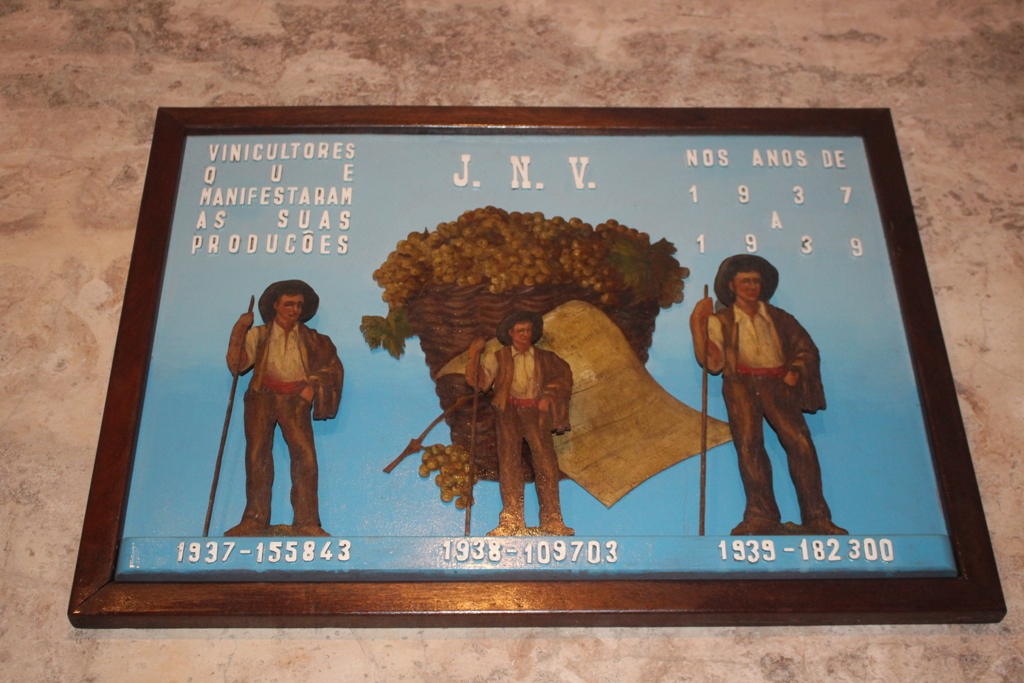 VINICULTORES
QUE
MANIFESTARAM
AS SUAS
PRODUCÕES
J. N. V.
NOS ANOS DE
1937
A
1939
1937-155843
1938-109703
1939-182300